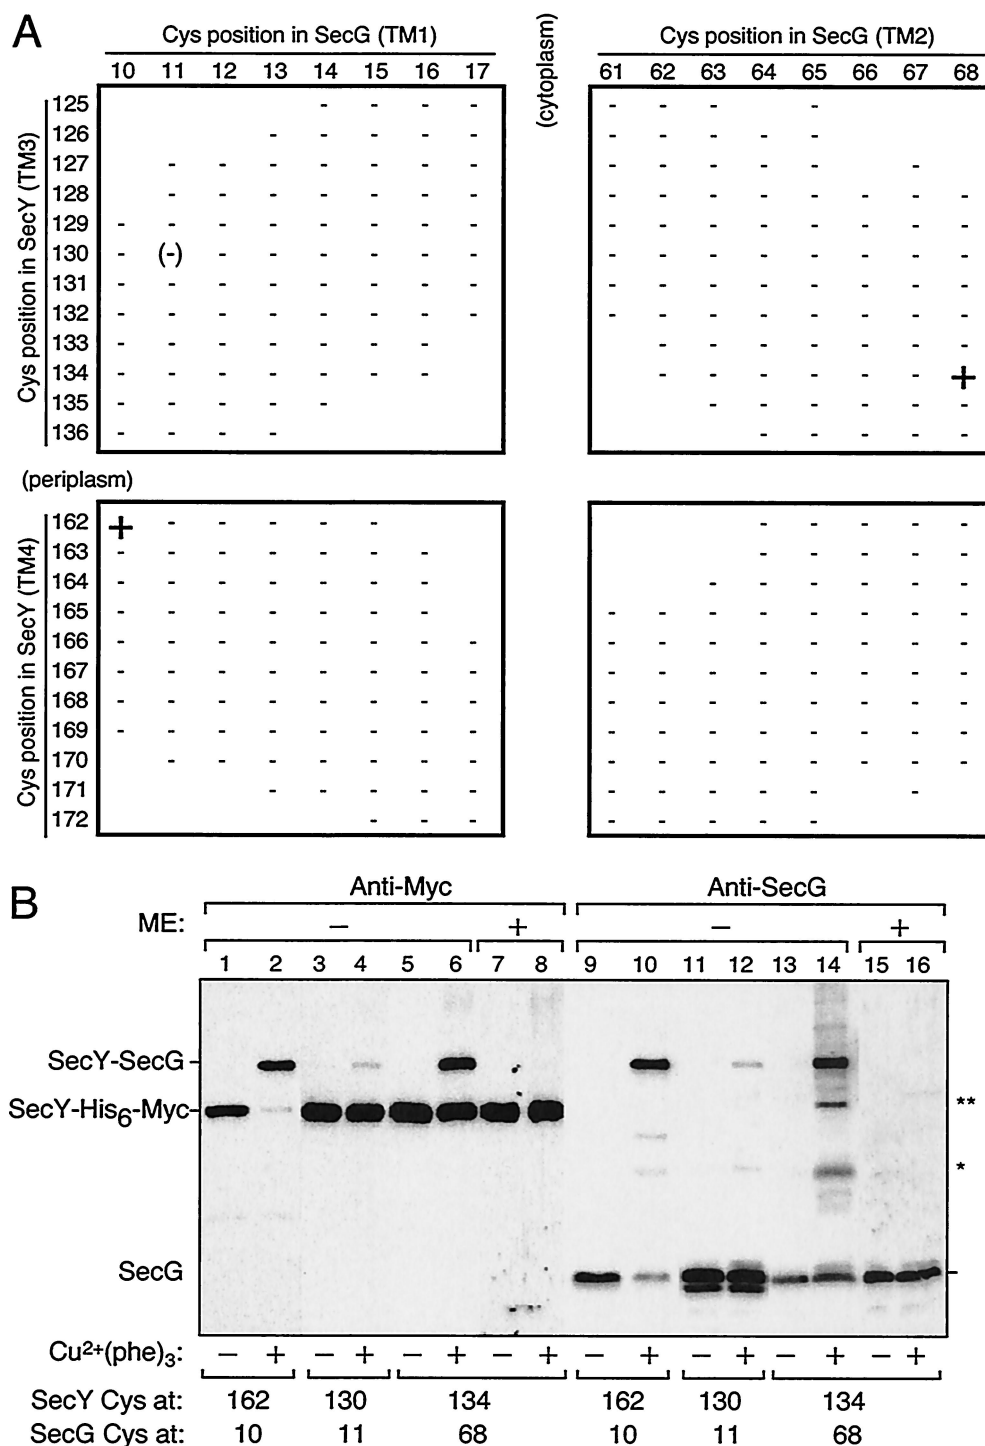 A
Cys position in SecG (TM1)
10 11 12 13 14 15 16 17
(cytoplasm)
Cys position in SecG (TM2)
61 62 63 64 65 66 67 68
Cys position in SecY (TM3)
125 - - - - - - - -
126 - - - - - - - - - -
127 - - - - - - - - - - - - -
128 - - - - - - - - - - - - - - -
129 - - - - - - - - - - - - - - - -
130 - (-) - - - - - - - - - - - - - -
131 - - - - - - - - - - - - - - - -
132 - - - - - - - - - - - - - - - -
133 - - - - - - - - - - - - - -
134 - - - - - - - - - - - - - +
135 - - - - - - - - - - -
136 - - - - - - - - -
(periplasm)
Cys position in SecY (TM4)
162 + - - - - - - - - - -
163 - - - - - - - - - - - -
164 - - - - - - - - - - - - -
165 - - - - - - - - - - - - - - -
166 - - - - - - - - - - - - - - - -
167 - - - - - - - - - - - - - - - -
168 - - - - - - - - - - - - - - - -
169 - - - - - - - - - - - - - - - -
170 - - - - - - - - - - - - - - -
171 - - - - - - - - - - -
172 - - - - - - - -
B
Anti-Myc Anti-SecG
ME: − + − +
1 2 3 4 5 6 7 8 9 10 11 12 13 14 15 16
SecY-SecG
SecY-His6-Myc
**
*
SecG
Cu2+(phe)3: − + − + − + − + − + − + − + − +
SecY Cys at: 162 130 134 162 130 134
SecG Cys at: 10 11 68 10 11 68